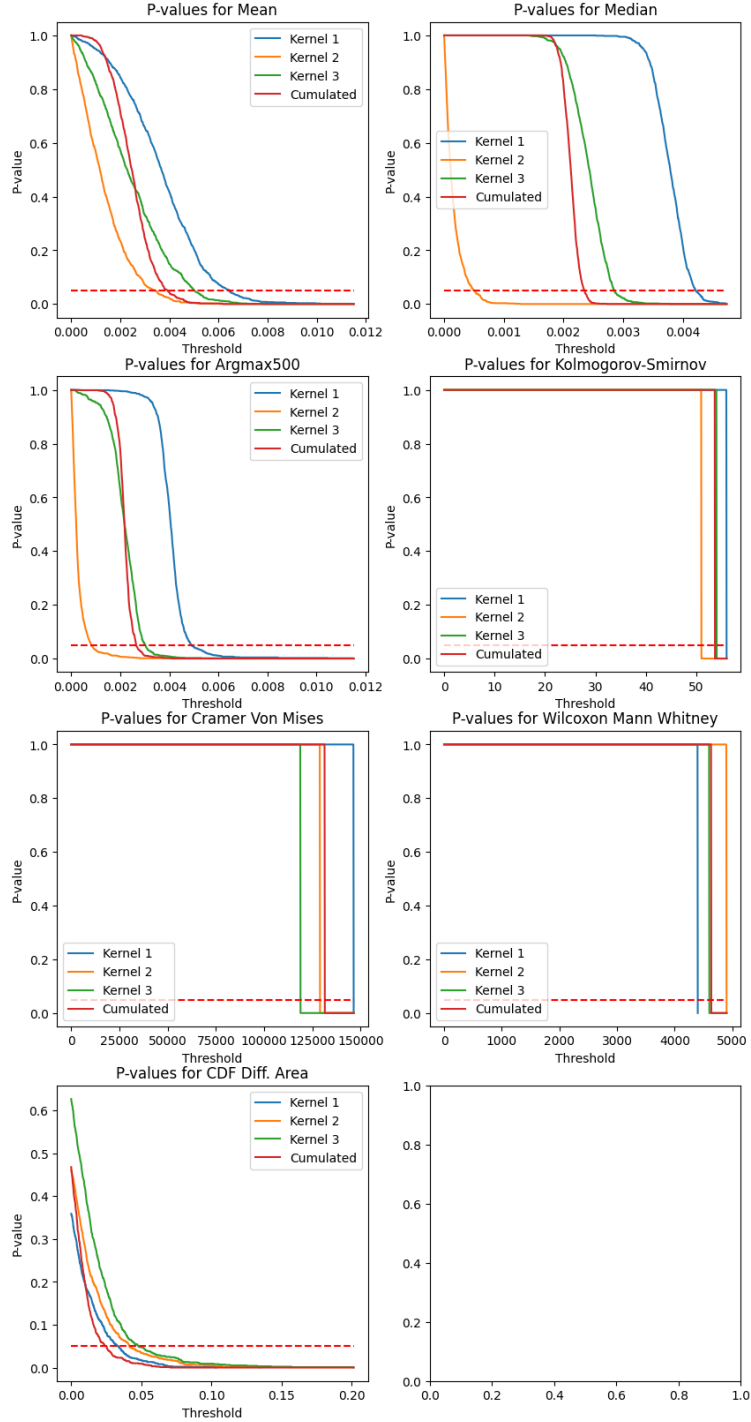 P-values for Mean
P-value
1.0
0.8
0.6
0.4
0.2
0.0
Kernel 1
Kernel 2
Kernel 3
Cumulated
0.000 0.002 0.004 0.006 0.008 0.010 0.012
Threshold
P-values for Median
P-value
1.0
0.8
0.6
0.4
0.2
0.0
Kernel 1
Kernel 2
Kernel 3
Cumulated
0.000 0.001 0.002 0.003 0.004
Threshold
P-values for Argmax500
P-value
1.0
0.8
0.6
0.4
0.2
0.0
Kernel 1
Kernel 2
Kernel 3
Cumulated
0.000 0.002 0.004 0.006 0.008 0.010 0.012
Threshold
P-values for Kolmogorov-Smirnov
P-value
1.0
0.8
0.6
0.4
0.2
0.0
Kernel 1
Kernel 2
Kernel 3
Cumulated
0 10 20 30 40 50
Threshold
P-values for Cramer Von Mises
P-value
1.0
0.8
0.6
0.4
0.2
0.0
Kernel 1
Kernel 2
Kernel 3
Cumulated
0 25000 50000 75000 100000 125000 150000
Threshold
P-values for Wilcoxon Mann Whitney
P-value
1.0
0.8
0.6
0.4
0.2
0.0
Kernel 1
Kernel 2
Kernel 3
Cumulated
0 1000 2000 3000 4000 5000
Threshold
P-values for CDF Diff. Area
P-value
0.6
0.5
0.4
0.3
0.2
0.1
0.0
Kernel 1
Kernel 2
Kernel 3
Cumulated
0.00 0.05 0.10 0.15 0.20
Threshold
1.0
0.8
0.6
0.4
0.2
0.0
0.0 0.2 0.4 0.6 0.8 1.0